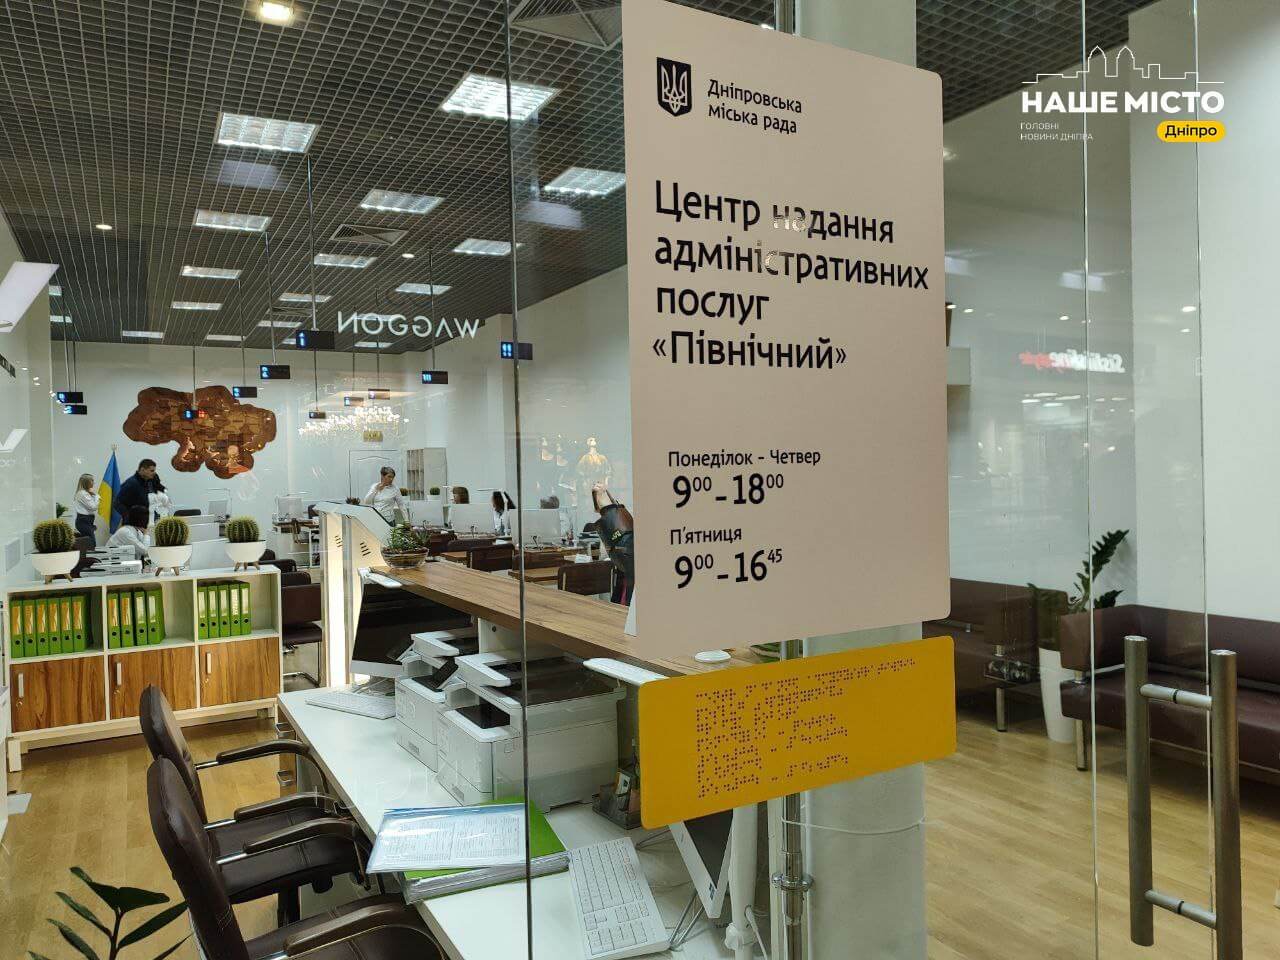 Дніпровська
міська рада
Центр надання
адміністративних
послуг
«Північний»
Понеділок - Четвер
9⁰⁰ - 18⁰⁰
П'ятниця
9⁰⁰ - 16⁴⁵
НАШЕ МІСТО
ГОЛОВНІ
НОВИНИ ДНІПРА
Дніпро
WAGGON